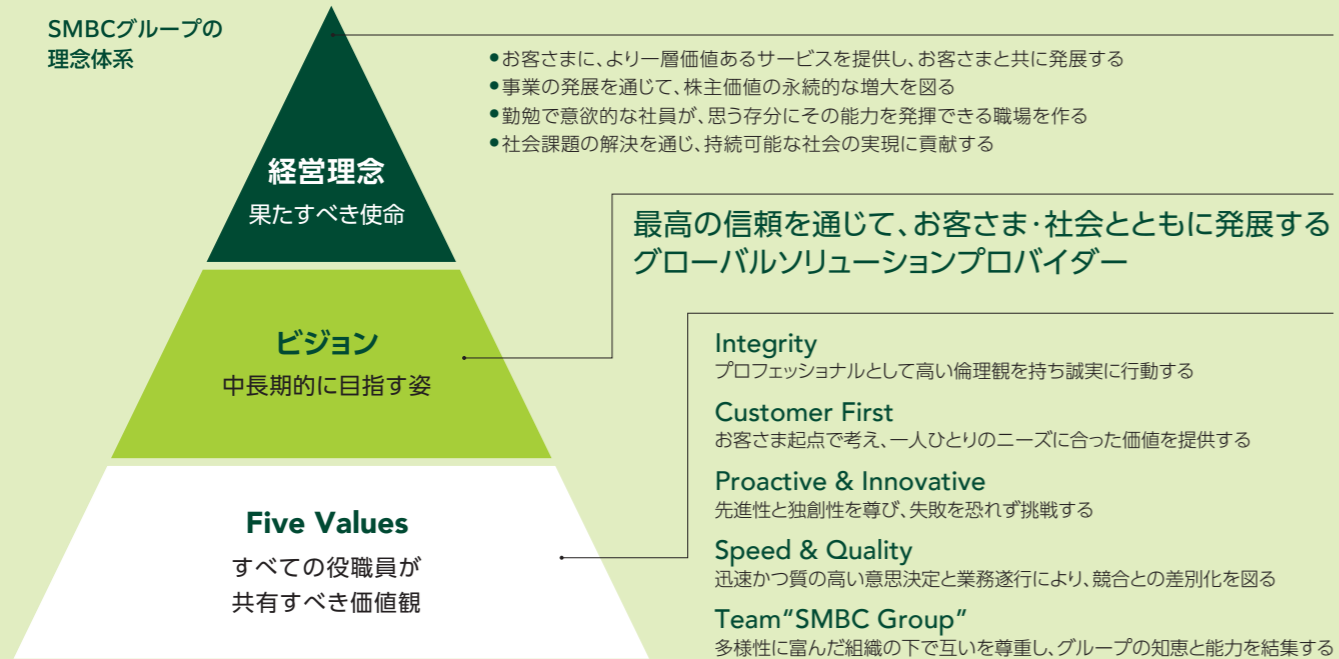 SMBCグループの
理念体系
●お客さまに、より一層価値あるサービスを提供し、お客さまと共に発展する
●事業の発展を通じて、株主価値の永続的な増大を図る
●勤勉で意欲的な社員が、思う存分にその能力を発揮できる職場を作る
●社会課題の解決を通じ、持続可能な社会の実現に貢献する
経営理念
果たすべき使命
最高の信頼を通じて、お客さま・社会とともに発展する
グローバルソリューションプロバイダー
ビジョン
中長期的に目指す姿
Integrity
プロフェッショナルとして高い倫理観を持ち誠実に行動する
Customer First
お客さま起点で考え、一人ひとりのニーズに合った価値を提供する
Proactive & Innovative
先進性と独創性を尊び、失敗を恐れず挑戦する
Speed & Quality
迅速かつ質の高い意思決定と業務遂行により、競合との差別化を図る
Team“SMBC Group”
多様性に富んだ組織の下で互いを尊重し、グループの知恵と能力を結集する
Five Values
すべての役職員が
共有すべき価値観